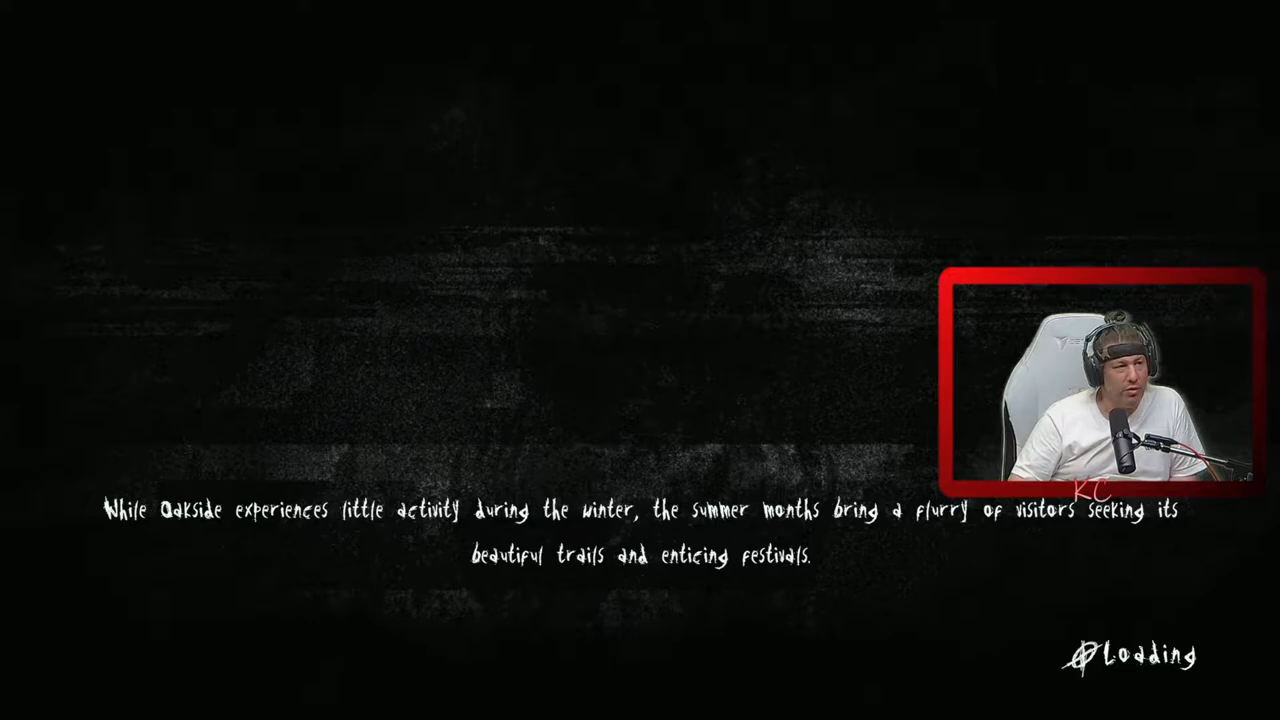 While Oakside experiences little activity during the winter, the summer months bring a flurry of visitors seeking its
beautiful trails and enticing festivals.
KC
Loading